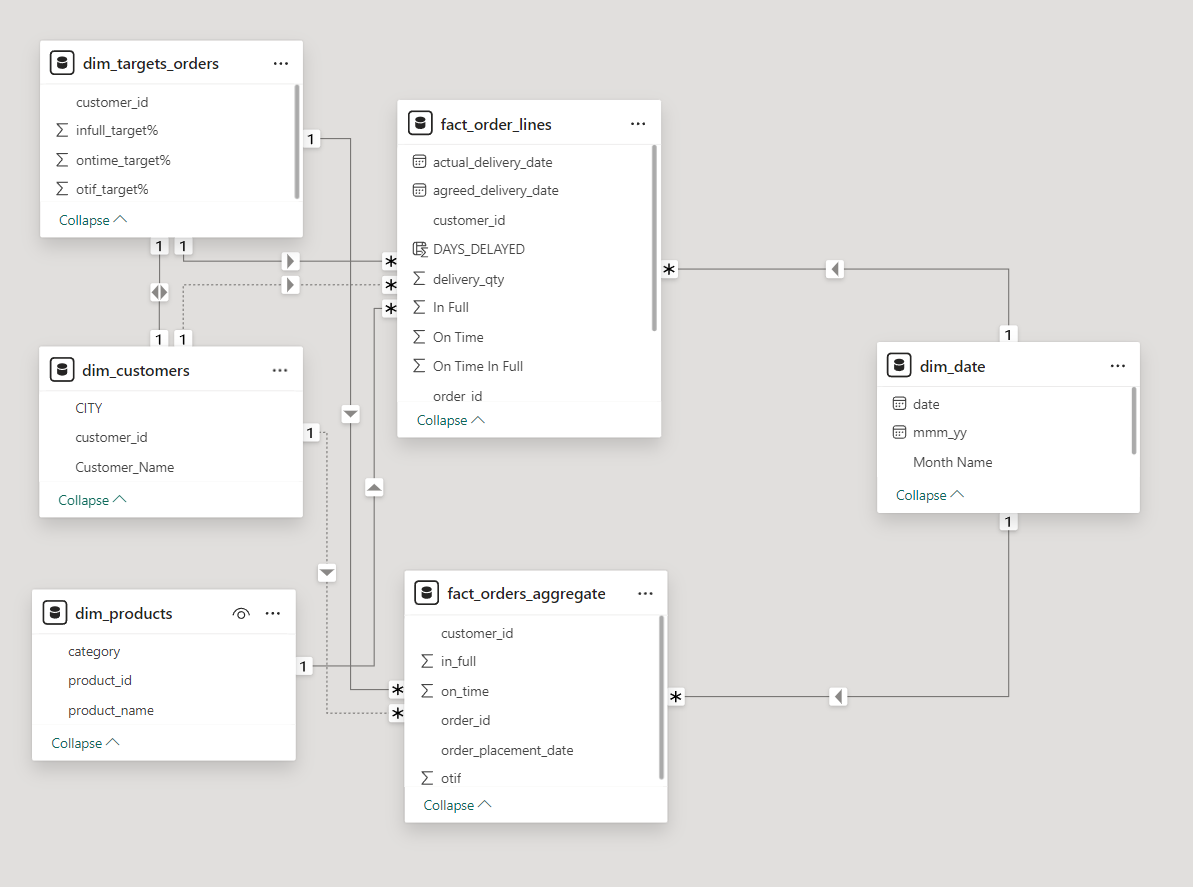 dim_targets_orders
customer_id
infull_target%
ontime_target%
otif_target%
Collapse
1
1
1
1
1
dim_customers
CITY
customer_id
Customer_Name
Collapse
1
dim_products
category
product_id
product_name
Collapse
1
fact_order_lines
actual_delivery_date
agreed_delivery_date
customer_id
DAYS_DELAYED
delivery_qty
In Full
On Time
On Time In Full
order_id
Collapse
*
*
*
*
fact_orders_aggregate
customer_id
in_full
on_time
order_id
order_placement_date
otif
Collapse
*
*
*
1
dim_date
date
mmm_yy
Month Name
Collapse
1